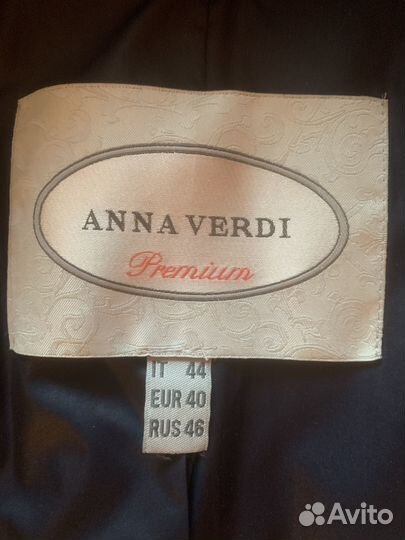 ANNA VERDI
Premium
IT 44
EUR 40
RUS 46
Avito